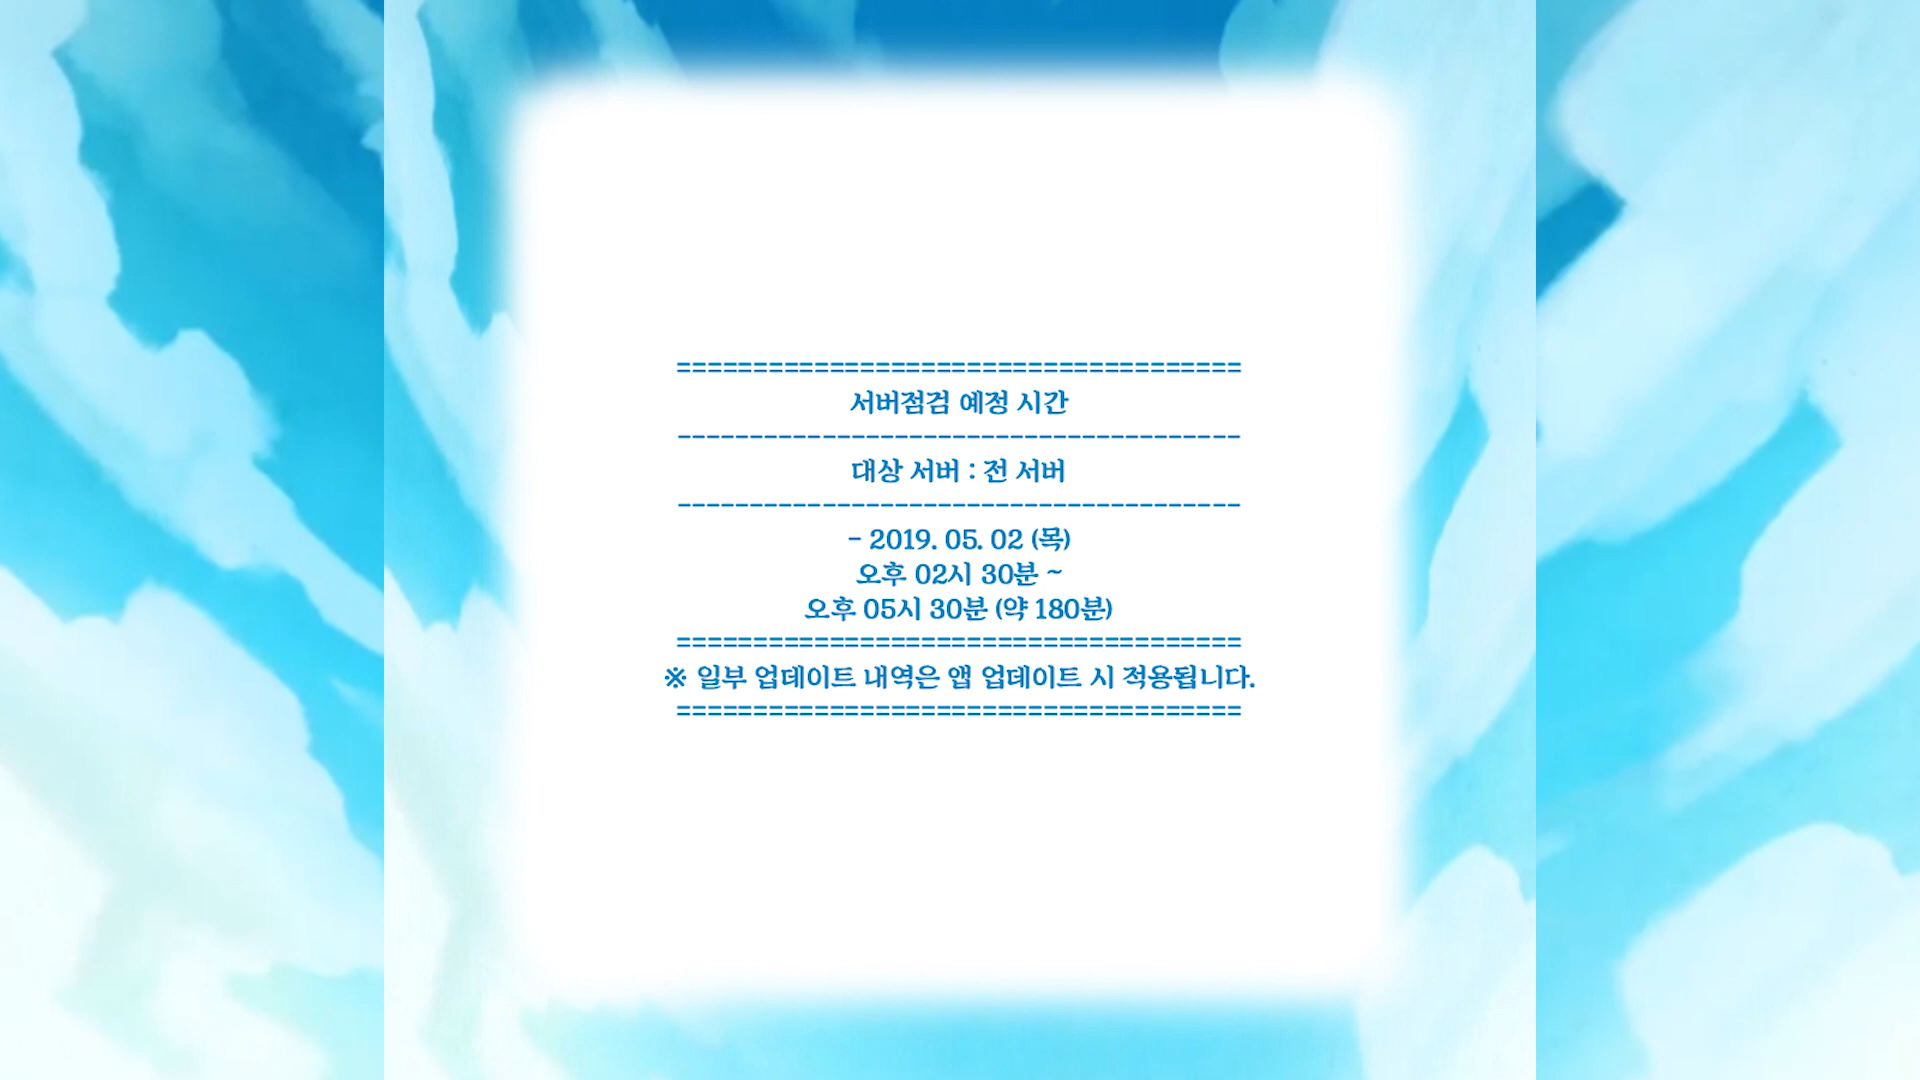 =====================================
서버점검 예정 시간
---------------------------------------
대상 서버 : 전 서버
---------------------------------------
- 2019. 05. 02 (목)
오후 02시 30분 ~
오후 05시 30분 (약 180분)
=====================================
※ 일부 업데이트 내역은 앱 업데이트 시 적용됩니다.
=====================================